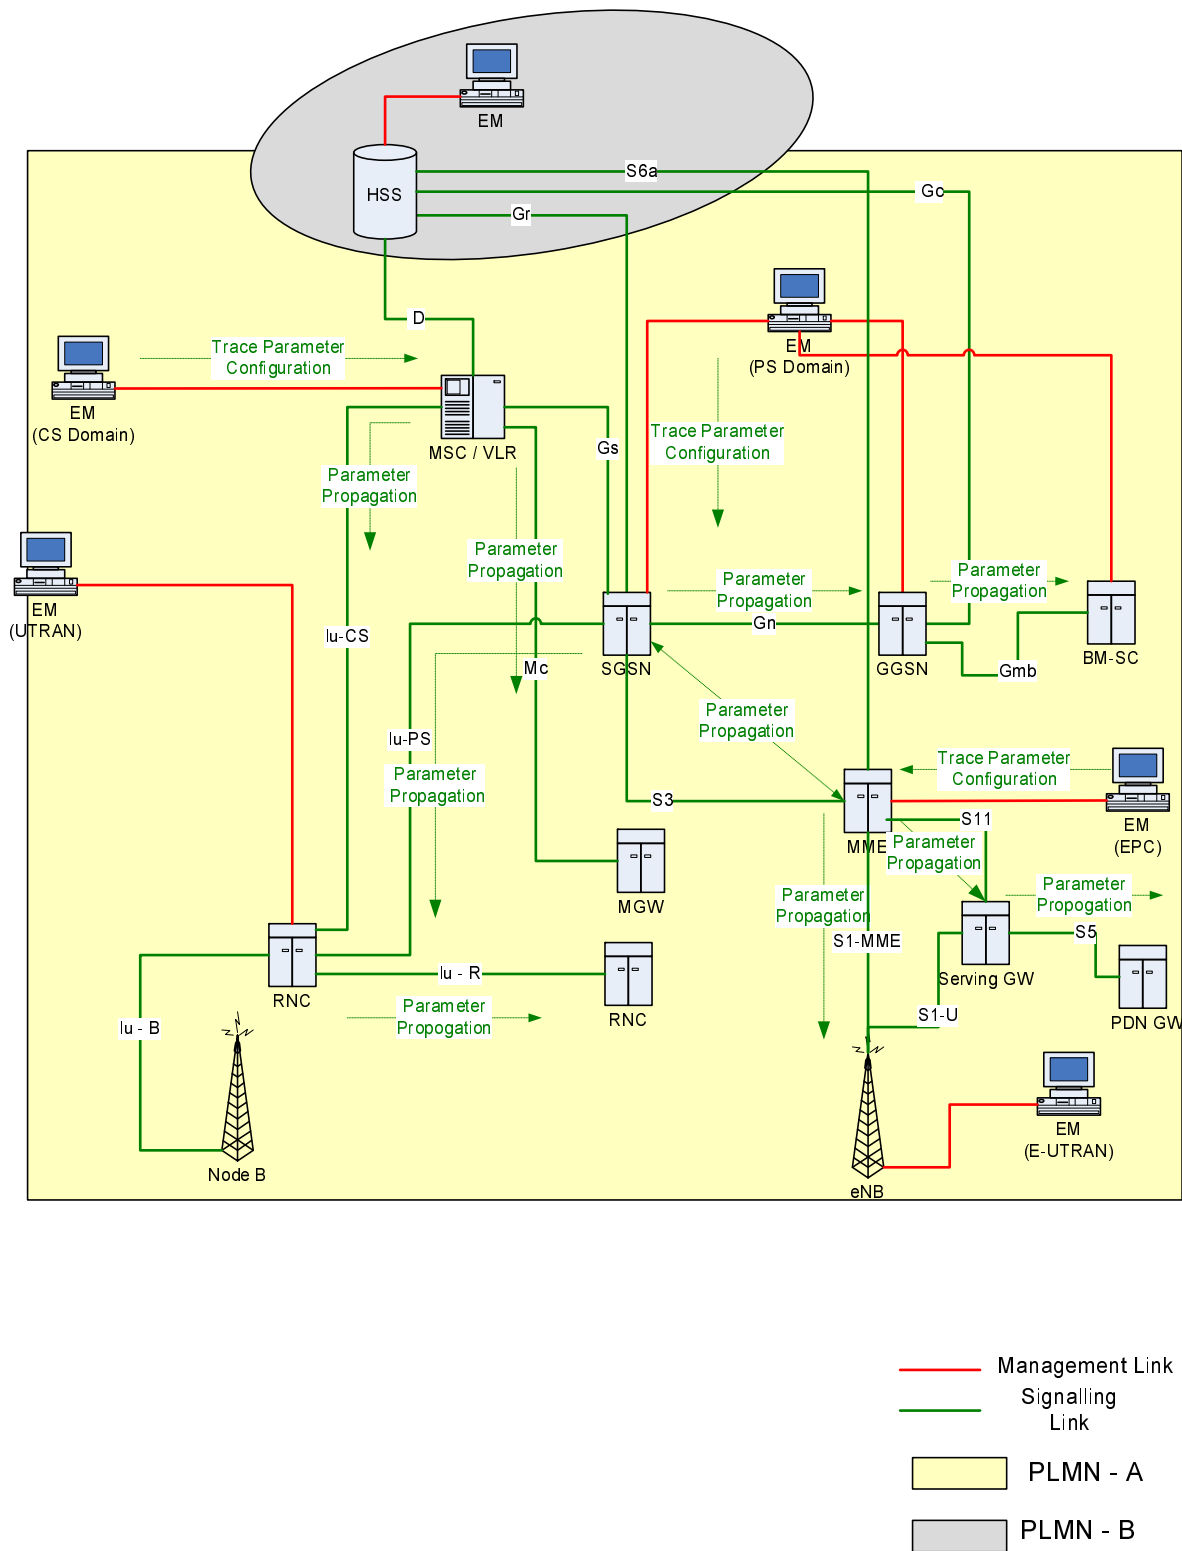 EM
HSS
S6a
Gc
Gr
D
Trace Parameter
Configuration
EM
(PS Domain)
EM
(CS Domain)
MSC / VLR
Gs
Trace Parameter
Configuration
Parameter
Propagation
Parameter
Propagation
EM
(UTRAN)
Parameter
Propagation
Parameter
Propagation
Iu-CS
Gn
SGSN
GGSN
BM-SC
Mc
Gmb
Parameter
Propagation
Iu-PS
Parameter
Propagation
Trace Parameter
Configuration
S3
S11
MME
EM
(EPC)
Parameter
Propagation
Parameter
Propagation
Parameter
Propogation
MGW
S1-MME
S5
Serving GW
RNC
Iu - R
RNC
Parameter
Propogation
Iu - B
S1-U
PDN GW
EM
(E-UTRAN)
Node B
eNB
Management Link
Signalling
Link
PLMN - A
PLMN - B